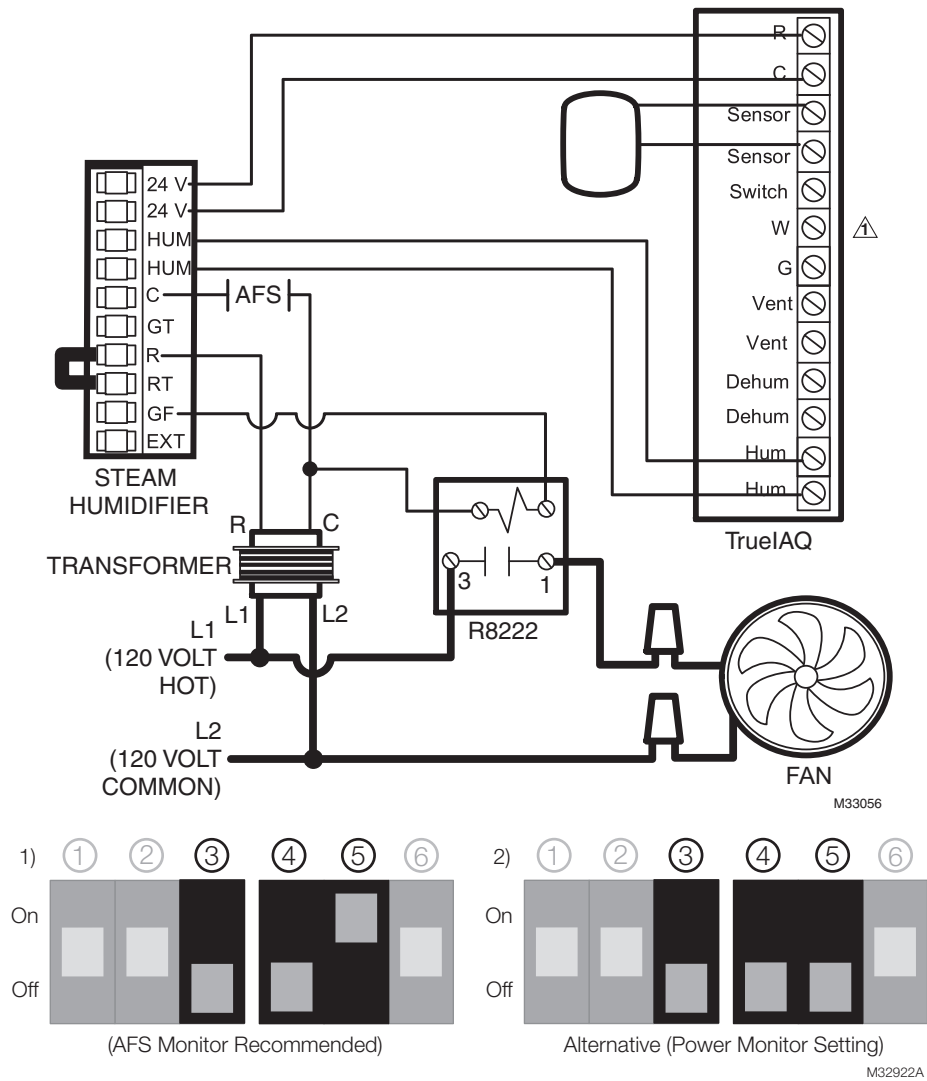 R
C
Sensor
Sensor
Switch
W
1
G
Vent
Vent
Dehum
Dehum
Hum
Hum
TrueIAQ
24 V
24 V
HUM
HUM
C
AFS
GT
R
RT
GF
EXT
STEAM
HUMIDIFIER
R
C
TRANSFORMER
L1
L2
3
1
R8222
L1
(120 VOLT
HOT)
L2
(120 VOLT
COMMON)
FAN
M33056
1) 1 2 3 4 5 6
On
Off
(AFS Monitor Recommended)
2) 1 2 3 4 5 6
On
Off
Alternative (Power Monitor Setting)
M32922A